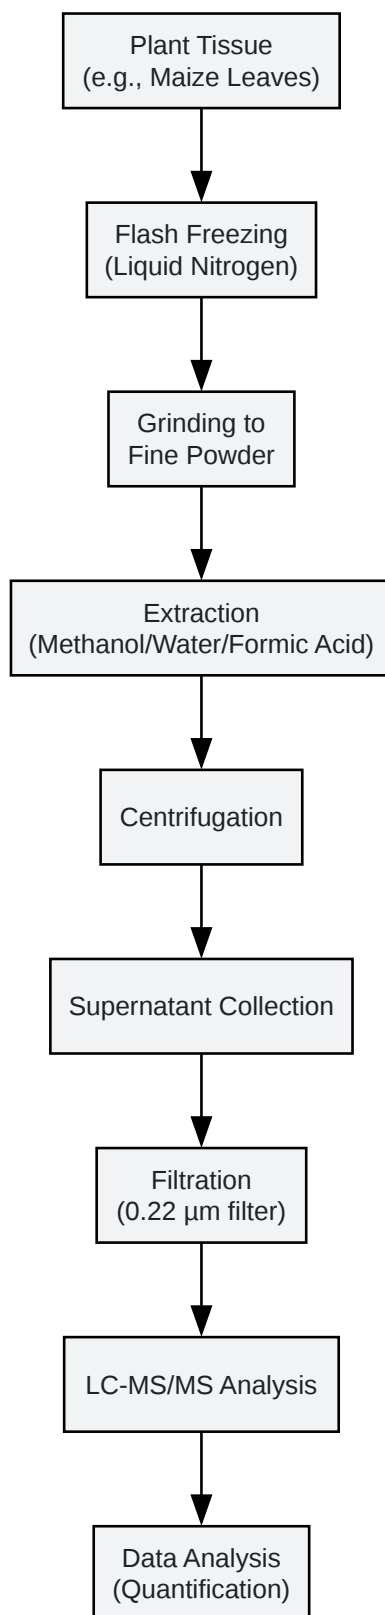 Plant Tissue
(e.g., Maize Leaves)
Flash Freezing
(Liquid Nitrogen)
Grinding to
Fine Powder
Extraction
(Methanol/Water/Formic Acid)
Centrifugation
Supernatant Collection
Filtration
(0.22 µm filter)
LC-MS/MS Analysis
Data Analysis
(Quantification)